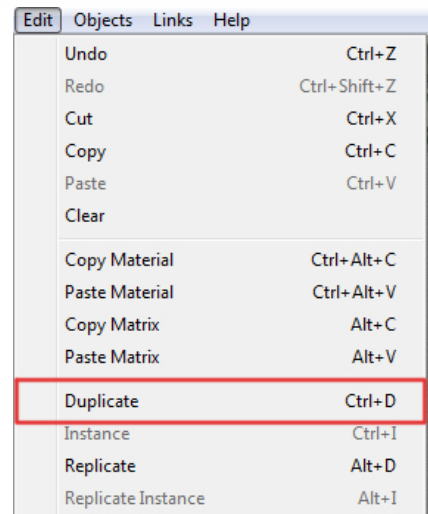 Edit Objects Links Help
Undo Ctrl+Z
Redo Ctrl+Shift+Z
Cut Ctrl+X
Copy Ctrl+C
Paste Ctrl+V
Clear
Copy Material Ctrl+Alt+C
Paste Material Ctrl+Alt+V
Copy Matrix Alt+C
Paste Matrix Alt+V
Duplicate Ctrl+D
Instance Ctrl+I
Replicate Alt+D
Replicate Instance Alt+I